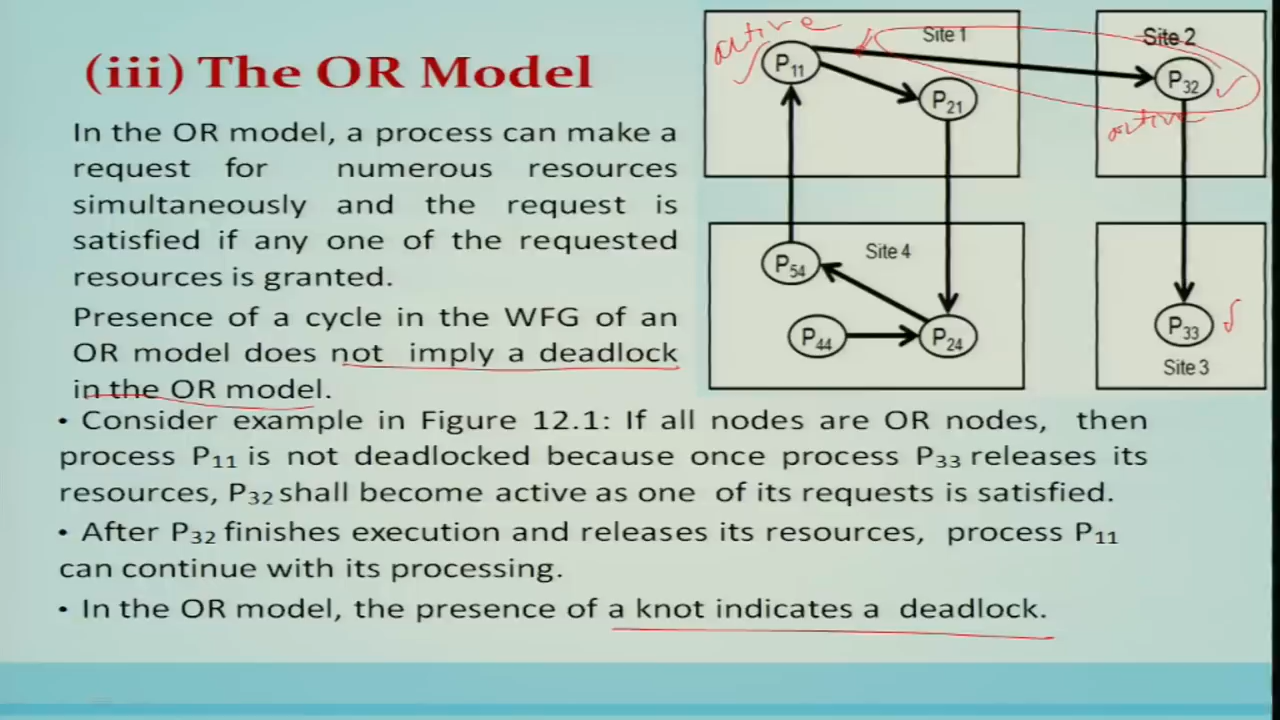 (iii) The OR Model
In the OR model, a process can make a
request for numerous resources
simultaneously and the request is
satisfied if any one of the requested
resources is granted.
Presence of a cycle in the WFG of an
OR model does not imply a deadlock
in the OR model.
• Consider example in Figure 12.1: If all nodes are OR nodes, then
process P11 is not deadlocked because once process P33 releases its
resources, P32 shall become active as one of its requests is satisfied.
• After P32 finishes execution and releases its resources, process P11
can continue with its processing.
• In the OR model, the presence of a knot indicates a deadlock.
active
Site 1
P11
P21
Site 2
P32
active
P54
Site 4
P44
P24
P33
Site 3